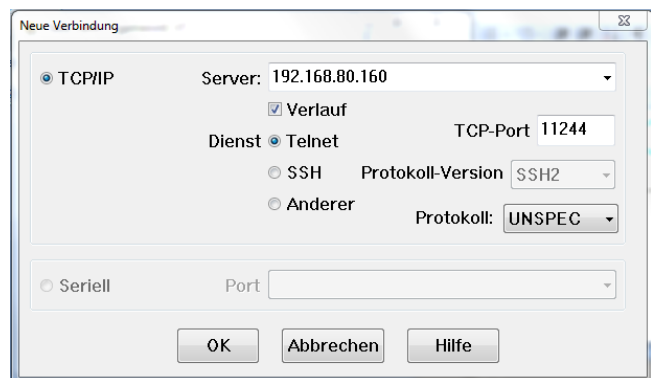 Neue Verbindung
TCP/IP Server: 192.168.80.160
Verlauf
TCP-Port 11244
Dienst Telnet
SSH Protokoll-Version SSH2
Anderer
Protokoll: UNSPEC
Seriell Port
OK Abbrechen Hilfe